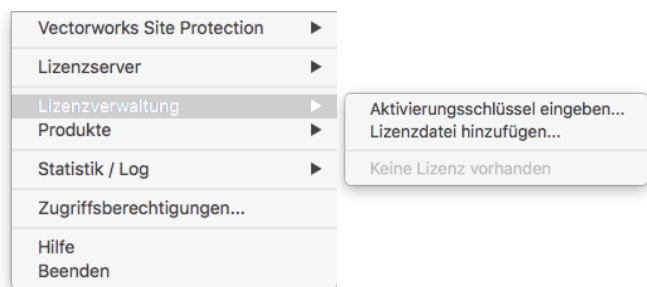 Vectorworks Site Protection
Lizenzserver
Lizenzverwaltung
Produkte
Statistik / Log
Zugriffsberechtigungen...
Hilfe
Beenden
Aktivierungsschlüssel eingeben...
Lizenzdatei hinzufügen...
Keine Lizenz vorhanden